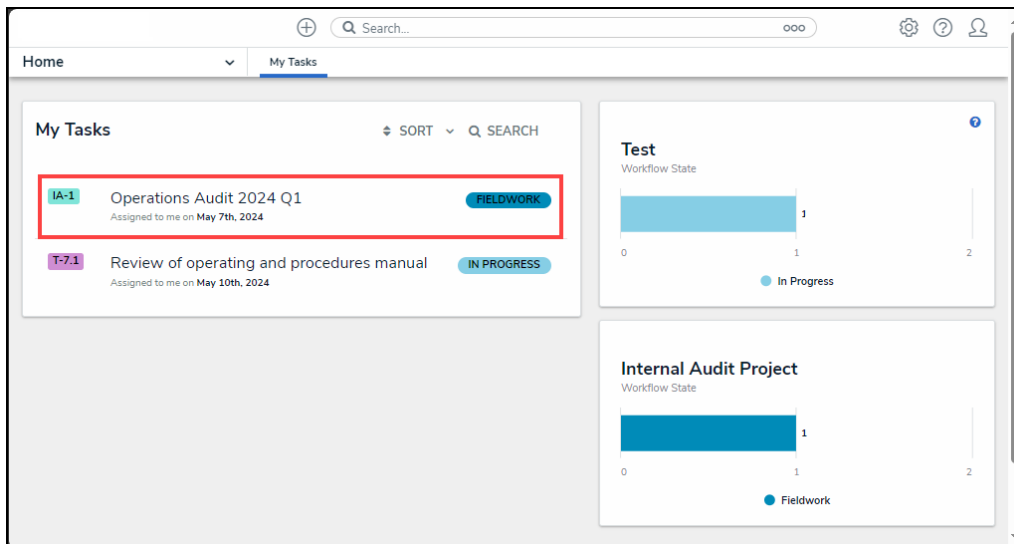 Search...
ooo
Home
My Tasks
My Tasks
SORT
SEARCH
IA-1
Operations Audit 2024 Q1
FIELDWORK
Assigned to me on May 7th, 2024
T-7.1
Review of operating and procedures manual
IN PROGRESS
Assigned to me on May 10th, 2024
Test
Workflow State
1
0 1 2
In Progress
Internal Audit Project
Workflow State
1
0 1 2
Fieldwork